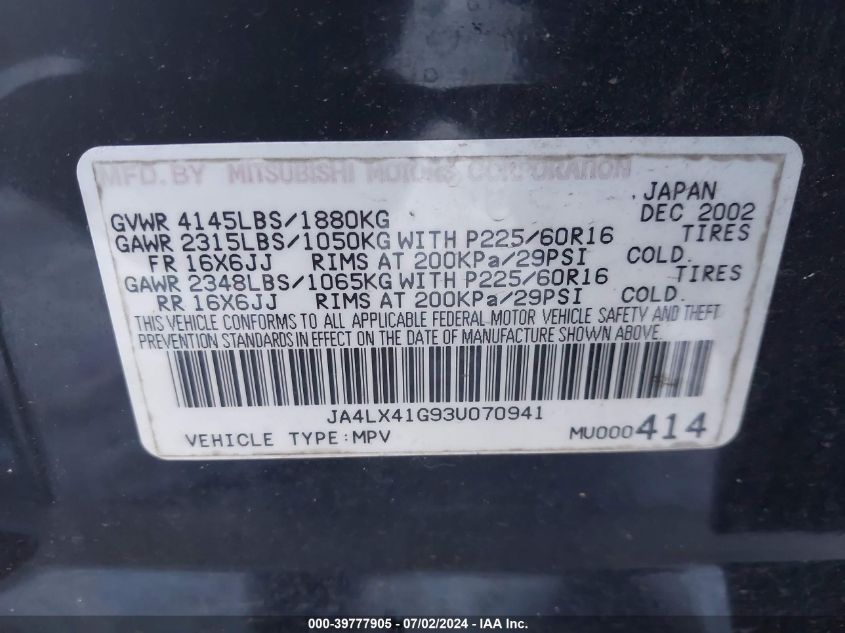 MFD. BY MITSUBISHI MOTORS CORPORATION
, JAPAN
GVWR 4145LBS/1880KG DEC 2002
GAWR 2315LBS/1050KG WITH P225/60R16 TIRES
FR 16X6JJ RIMS AT 200KPa/29PSI COLD.
GAWR 2348LBS/1065KG WITH P225/60R16 TIRES
RR 16X6JJ RIMS AT 200KPa/29PSI COLD.
THIS VEHICLE CONFORMS TO ALL APPLICABLE FEDERAL MOTOR VEHICLE SAFETY AND THEFT
PREVENTION STANDARDS IN EFFECT ON THE DATE OF MANUFACTURE SHOWN ABOVE.
JA4LX41G93U070941
VEHICLE TYPE:MPV MU000414
000-39777905 - 07/02/2024 - IAA Inc.